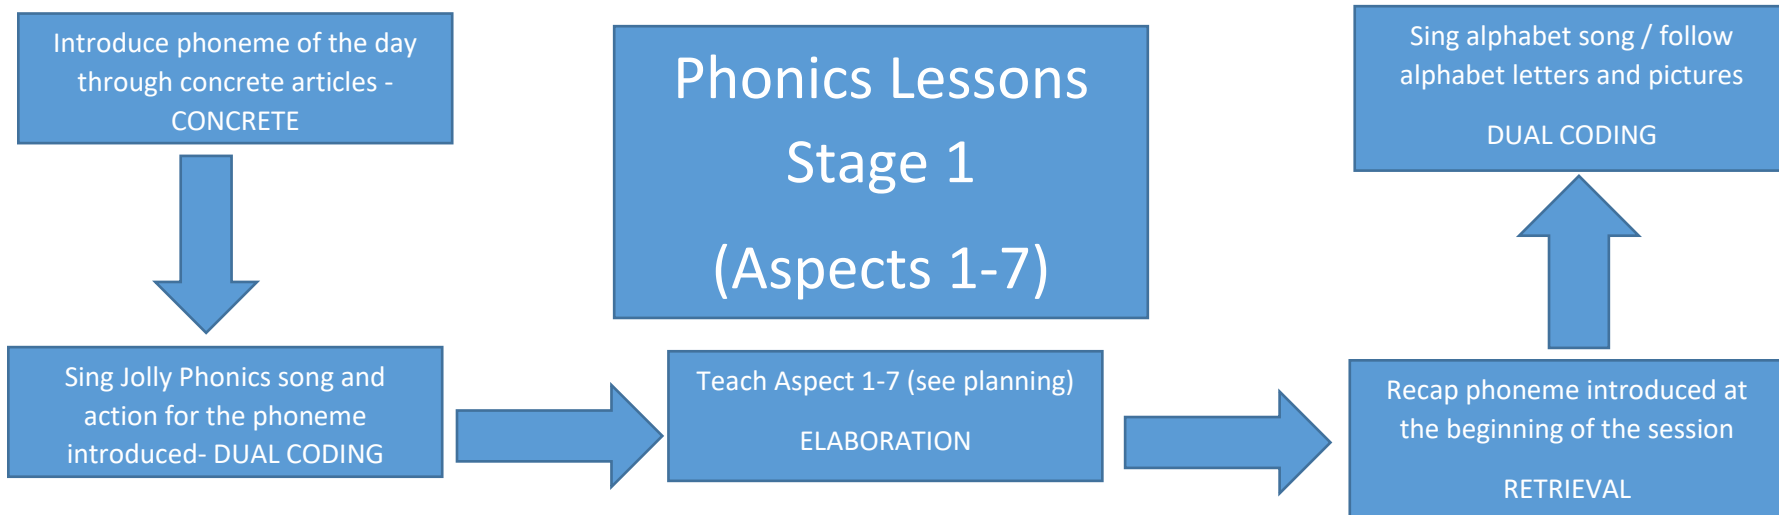 Introduce phoneme of the day
through concrete articles -
CONCRETE
Sing Jolly Phonics song and
action for the phoneme
introduced- DUAL CODING
Phonics Lessons
Stage 1
(Aspects 1-7)
Teach Aspect 1-7 (see planning)
ELABORATION
Recap phoneme introduced at
the beginning of the session
RETRIEVAL
Sing alphabet song / follow
alphabet letters and pictures
DUAL CODING